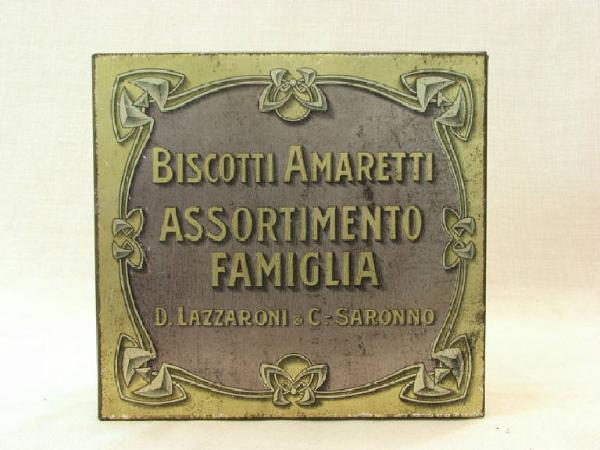 BISCOTTI AMARETTI
ASSORTIMENTO
FAMIGLIA
D. LAZZARONI & C.-SARONNO